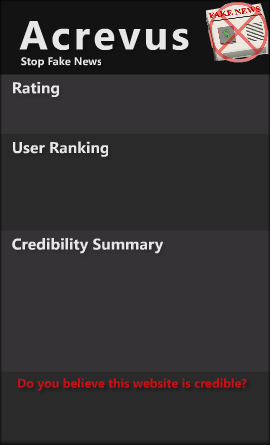 Acrevus
Stop Fake News
FAKE NEWS
Rating
User Ranking
Credibility Summary
Do you believe this website is credible?